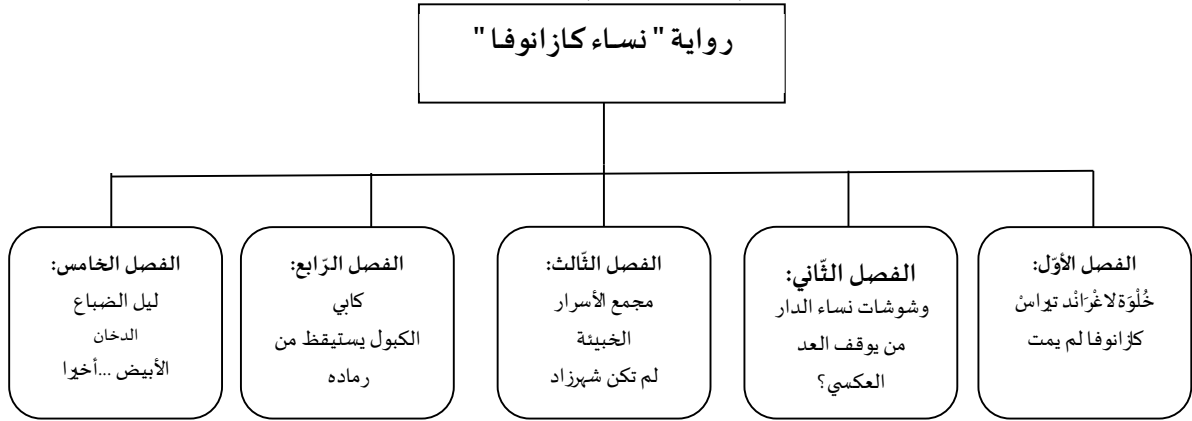 رواية " نساء كازانوفا "
الفصل الأوّل:
خُلْوَة لاغْرَانْد تيراسْ
كازانوفا لم يمت
الفصل الثّاني:
وشوشات نساء الدار
من يوقف العد
العكسي؟
الفصل الثّالث:
مجمع الأسرار
الخبيئة
لم تكن شهرزاد
الفصل الرّابع:
كابي
الكبول يستيقظ من
رماده
الفصل الخامس:
ليل الضباع
الدخان
الأبيض ...أخيرا